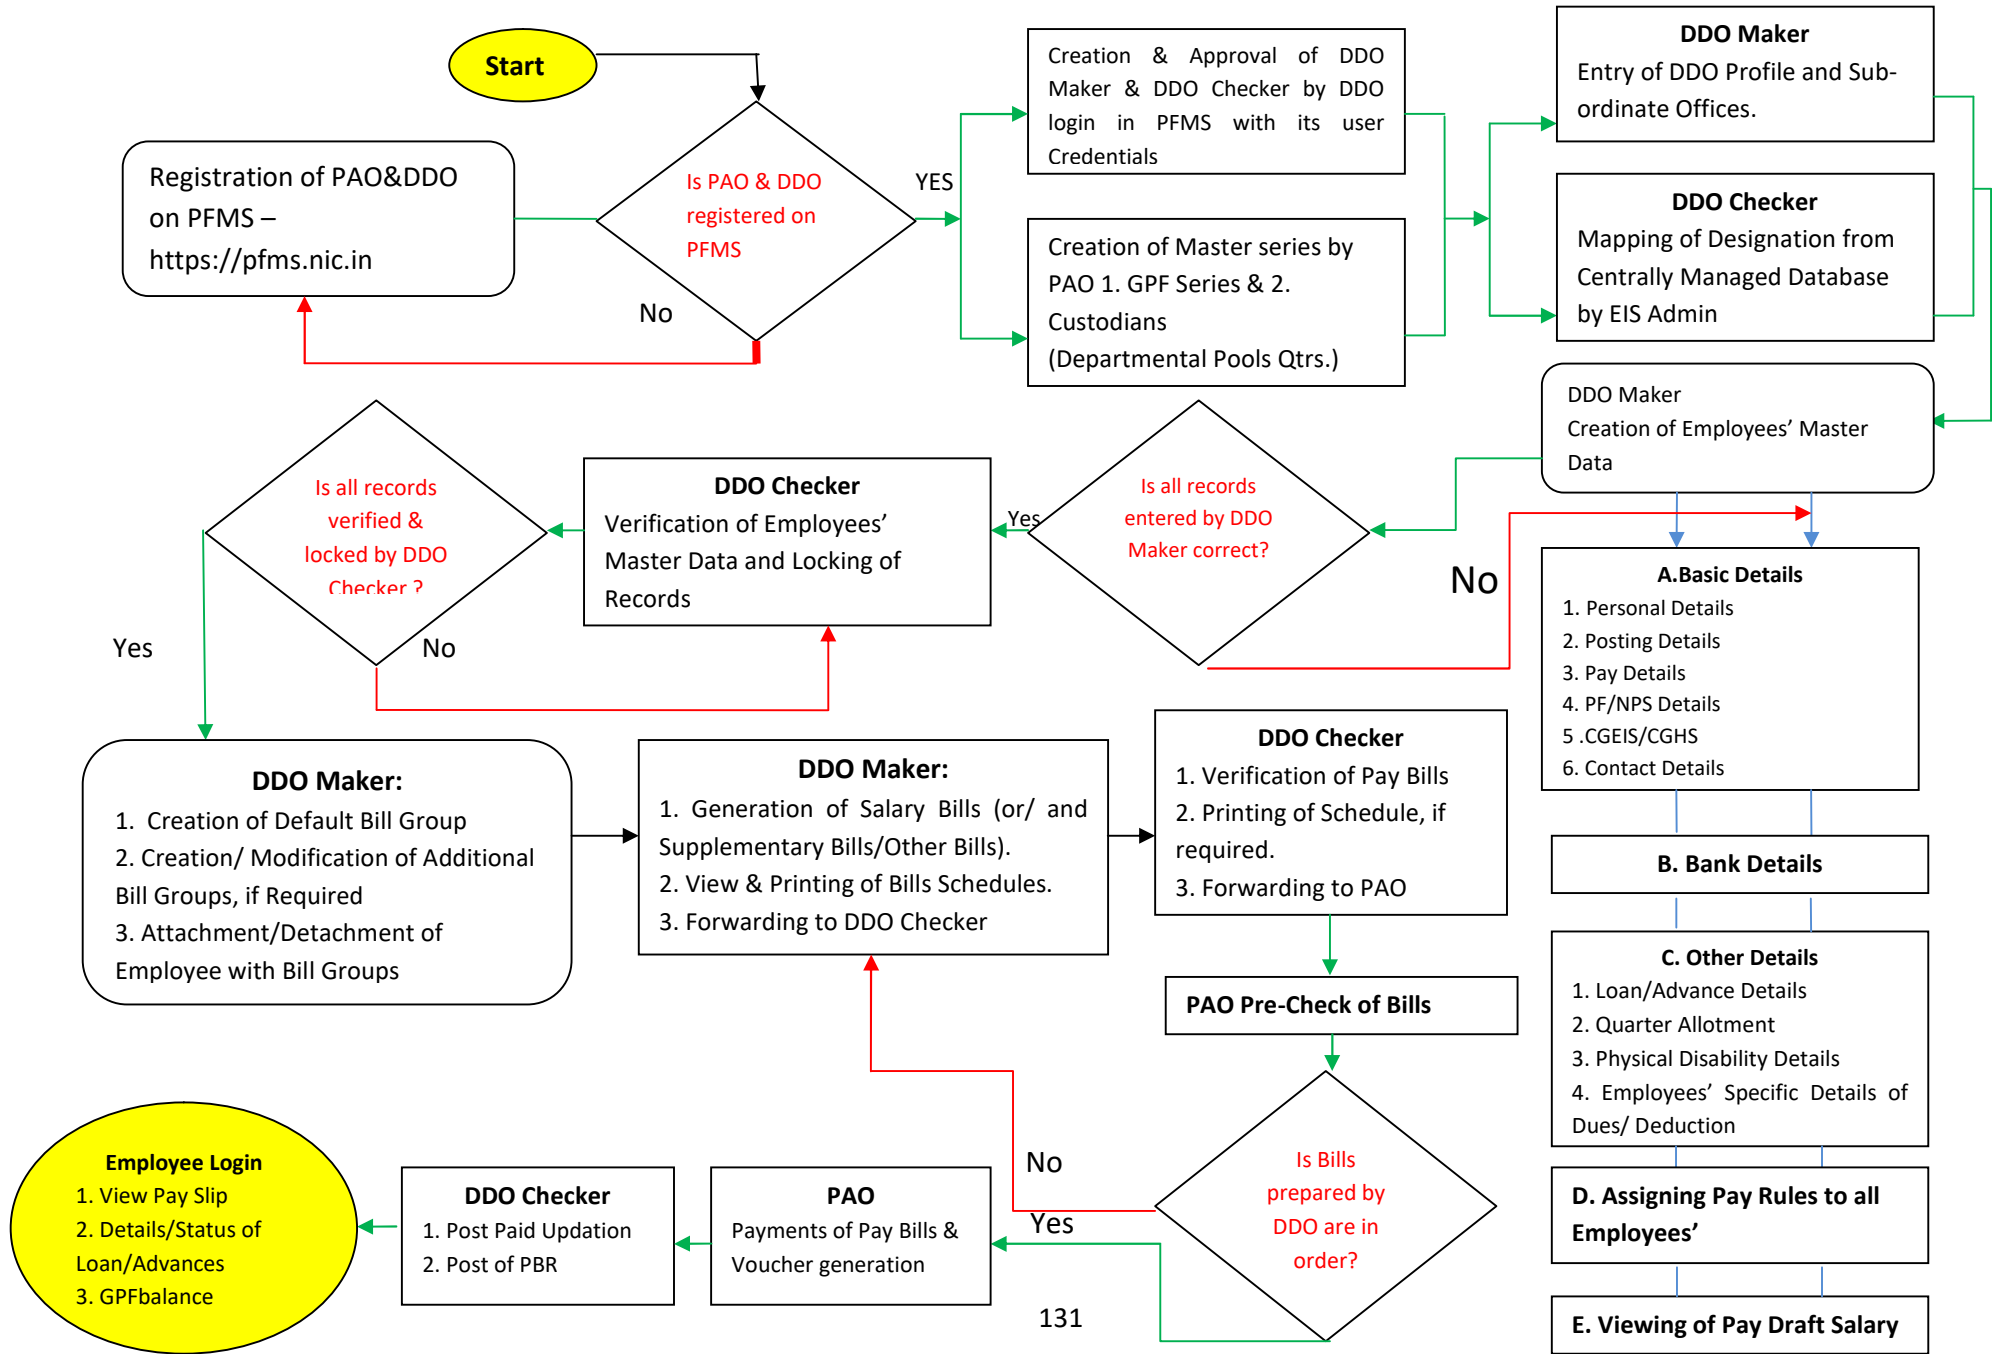 Start
Creation & Approval of DDO
Maker & DDO Checker by DDO
login in PFMS with its user
Credentials
DDO Maker
Entry of DDO Profile and Sub-
ordinate Offices.
Registration of PAO&DDO
on PFMS –
https://pfms.nic.in
Is PAO & DDO
registered on
PFMS
YES
No
Creation of Master series by
PAO 1. GPF Series & 2.
Custodians
(Departmental Pools Qtrs.)
DDO Checker
Mapping of Designation from
Centrally Managed Database
by EIS Admin
DDO Maker
Creation of Employees’ Master
Data
Is all records
entered by DDO
Maker correct?
Yes
No
DDO Checker
Verification of Employees’
Master Data and Locking of
Records
Is all records
verified &
locked by DDO
Checker ?
Yes
No
A.Basic Details
1. Personal Details
2. Posting Details
3. Pay Details
4. PF/NPS Details
5 .CGEIS/CGHS
6. Contact Details
B. Bank Details
C. Other Details
1. Loan/Advance Details
2. Quarter Allotment
3. Physical Disability Details
4. Employees’ Specific Details of
Dues/ Deduction
D. Assigning Pay Rules to all
Employees’
E. Viewing of Pay Draft Salary
DDO Maker:
1. Creation of Default Bill Group
2. Creation/ Modification of Additional
Bill Groups, if Required
3. Attachment/Detachment of
Employee with Bill Groups
DDO Maker:
1. Generation of Salary Bills (or/ and
Supplementary Bills/Other Bills).
2. View & Printing of Bills Schedules.
3. Forwarding to DDO Checker
DDO Checker
1. Verification of Pay Bills
2. Printing of Schedule, if
required.
3. Forwarding to PAO
PAO Pre-Check of Bills
Is Bills
prepared by
DDO are in
order?
No
Yes
PAO
Payments of Pay Bills &
Voucher generation
DDO Checker
1. Post Paid Updation
2. Post of PBR
Employee Login
1. View Pay Slip
2. Details/Status of
Loan/Advances
3. GPFbalance
131